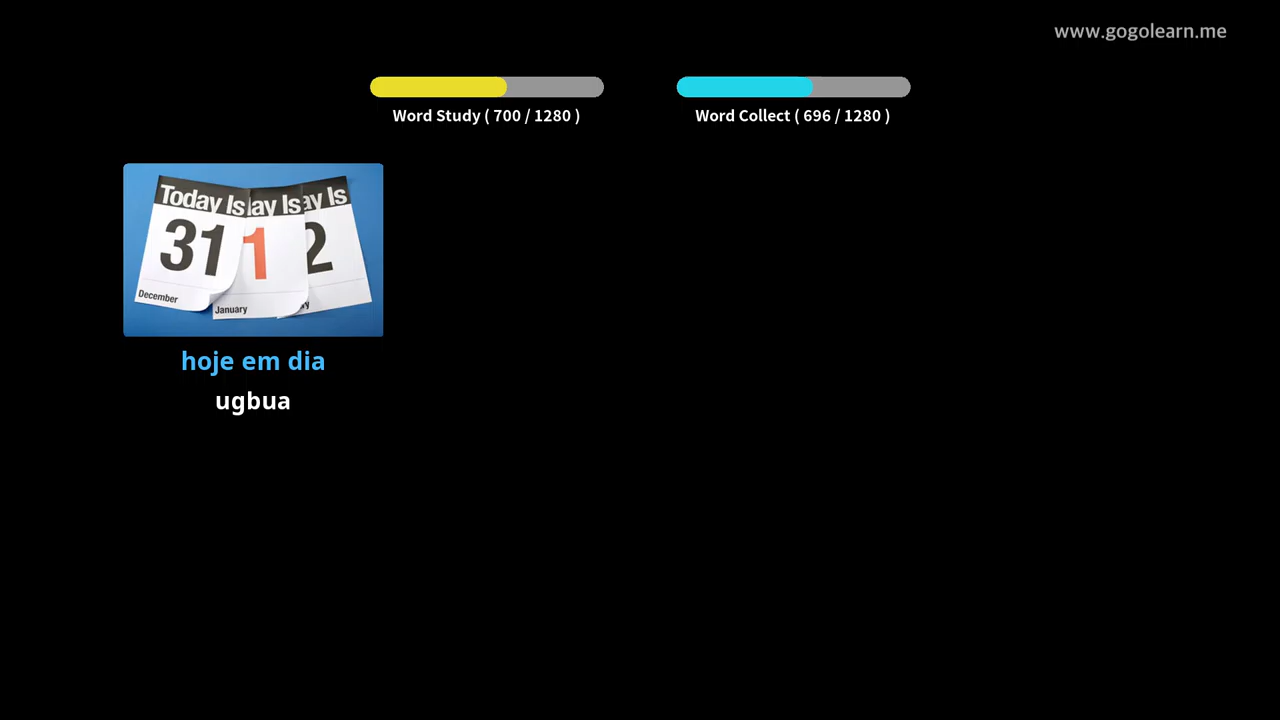 www.gogolearn.me
Word Study ( 700 / 1280 )
Word Collect ( 696 / 1280 )
Today Is
ay Is
ay Is
31
1
2
December
January
hoje em dia
ugbua